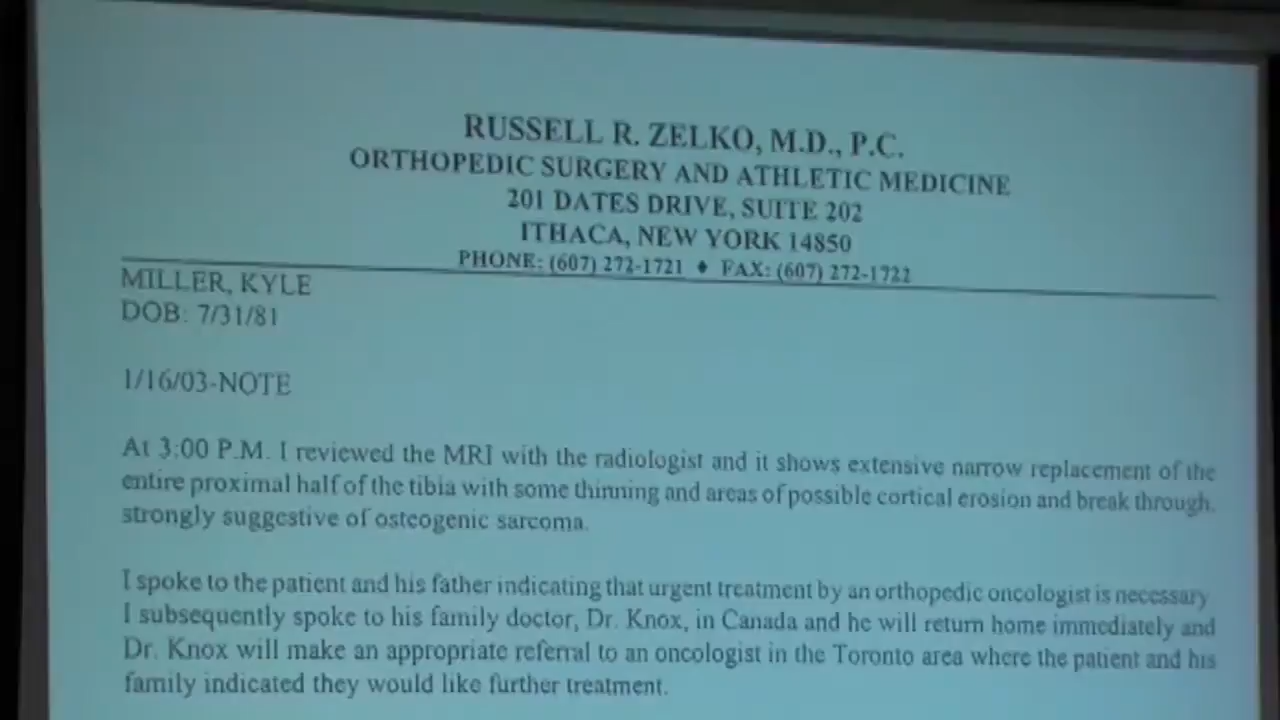 RUSSELL R. ZELKO, M.D., P.C.
ORTHOPEDIC SURGERY AND ATHLETIC MEDICINE
201 DATES DRIVE, SUITE 202
ITHACA, NEW YORK 14850
PHONE: (607) 272-1721 ♦ FAX: (607) 272-1722
MILLER, KYLE
DOB: 7/31/81
1/16/03-NOTE
At 3:00 P.M. I reviewed the MRI with the radiologist and it shows extensive narrow replacement of the
entire proximal half of the tibia with some thinning and areas of possible cortical erosion and break through,
strongly suggestive of osteogenic sarcoma.
I spoke to the patient and his father indicating that urgent treatment by an orthopedic oncologist is necessary
I subsequently spoke to his family doctor, Dr. Knox, in Canada and he will return home immediately and
Dr. Knox will make an appropriate referral to an oncologist in the Toronto area where the patient and his
family indicated they would like further treatment.